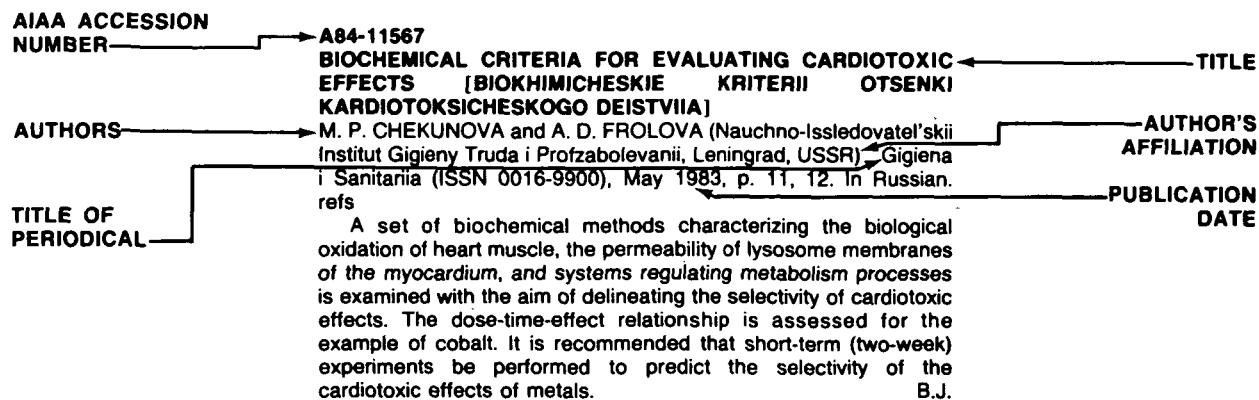 AIAA ACCESSION
NUMBER
A84-11567
BIOCHEMICAL CRITERIA FOR EVALUATING CARDIOTOXIC
EFFECTS [BIOKHIMICHESKIE KRITERII OTSENKI
KARDIOTOKSICHESKOGO DEISTVIIA]
TITLE
AUTHORS
M. P. CHEKUNOVA and A. D. FROLOVA (Nauchno-Issledovatel'skii
Institut Gigieny Truda i Profzabolevanii, Leningrad, USSR) Gigiena
i Sanitariia (ISSN 0016-9900), May 1983, p. 11, 12. In Russian.
refs
AUTHOR'S
AFFILIATION
TITLE OF
PERIODICAL
PUBLICATION
DATE
A set of biochemical methods characterizing the biological
oxidation of heart muscle, the permeability of lysosome membranes
of the myocardium, and systems regulating metabolism processes
is examined with the aim of delineating the selectivity of cardiotoxic
effects. The dose-time-effect relationship is assessed for the
example of cobalt. It is recommended that short-term (two-week)
experiments be performed to predict the selectivity of the
cardiotoxic effects of metals. B.J.